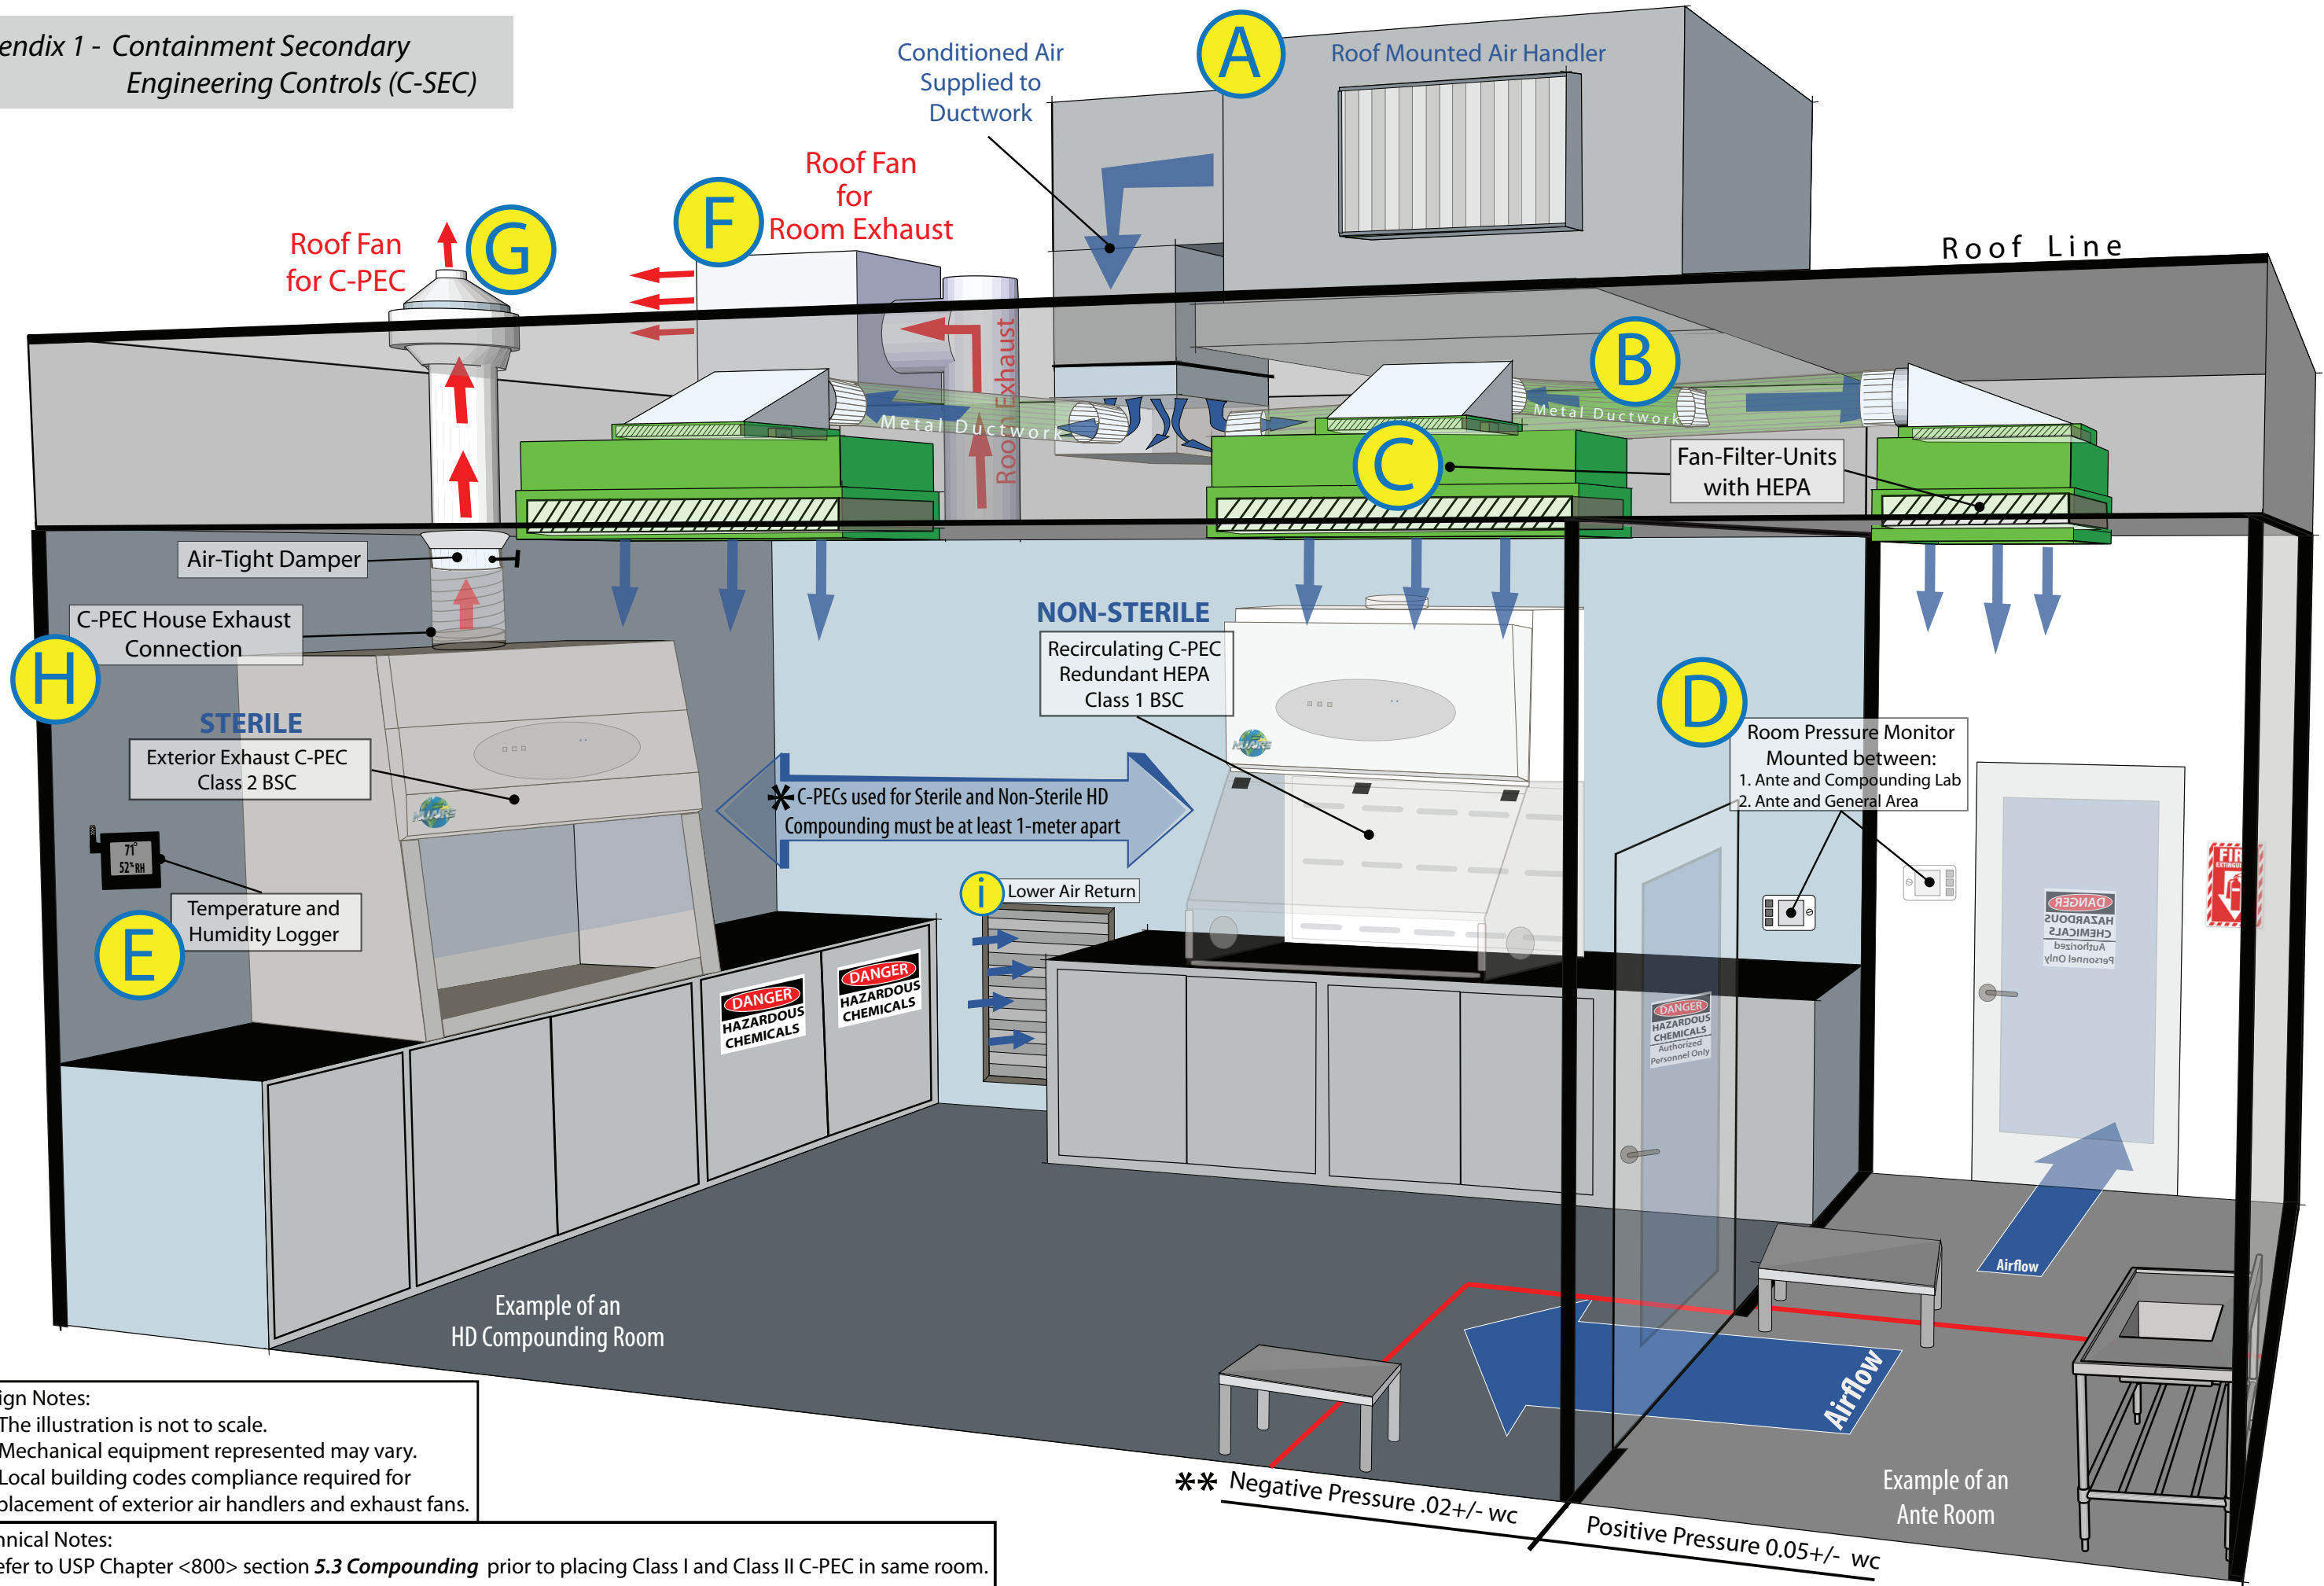 endix 1 - Containment Secondary
Engineering Controls (C-SEC)
Conditioned Air
Supplied to
Ductwork
A
Roof Mounted Air Handler
Roof Fan
for
Room Exhaust
F
Roof Fan
for C-PEC
G
Roof Line
B
Room Exhaust
Metal Ductwork
Metal Ductwork
C
Fan-Filter-Units
with HEPA
Air-Tight Damper
C-PEC House Exhaust
Connection
H
STERILE
Exterior Exhaust C-PEC
Class 2 BSC
NON-STERILE
Recirculating C-PEC
Redundant HEPA
Class 1 BSC
D
Room Pressure Monitor
Mounted between:
1. Ante and Compounding Lab
2. Ante and General Area
* C-PECs used for Sterile and Non-Sterile HD
Compounding must be at least 1-meter apart
NUAIRE
NUAIRE
71°
52% RH
Temperature and
Humidity Logger
E
i
Lower Air Return
FIR
DANGER
HAZARDOUS
CHEMICALS
Authorized
Personnel Only
DANGER
HAZARDOUS
CHEMICALS
DANGER
HAZARDOUS
CHEMICALS
DANGER
HAZARDOUS
CHEMICALS
Authorized
Personnel Only
Airflow
Airflow
Example of an
HD Compounding Room
Example of an
Ante Room
** Negative Pressure .02+/- wc
Positive Pressure 0.05+/- wc
ign Notes:
The illustration is not to scale.
Mechanical equipment represented may vary.
Local building codes compliance required for
placement of exterior air handlers and exhaust fans.
hnical Notes:
efer to USP Chapter <800> section 5.3 Compounding prior to placing Class I and Class II C-PEC in same room.